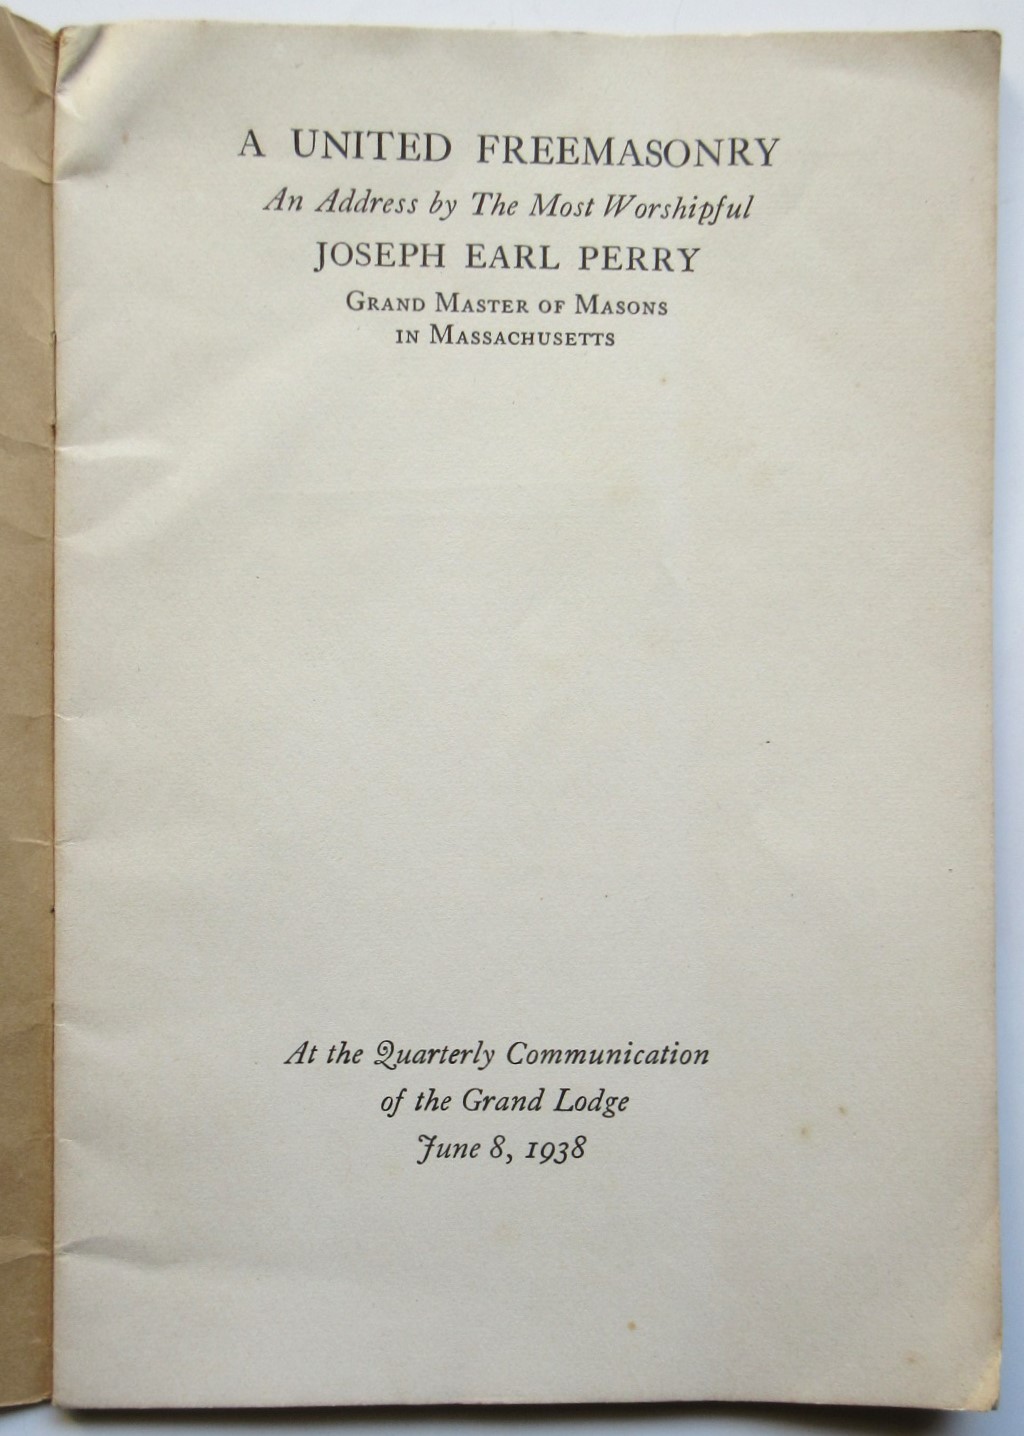 A UNITED FREEMASONRY
An Address by The Most Worshipful
JOSEPH EARL PERRY
GRAND MASTER OF MASONS
IN MASSACHUSETTS
At the Quarterly Communication
of the Grand Lodge
June 8, 1938